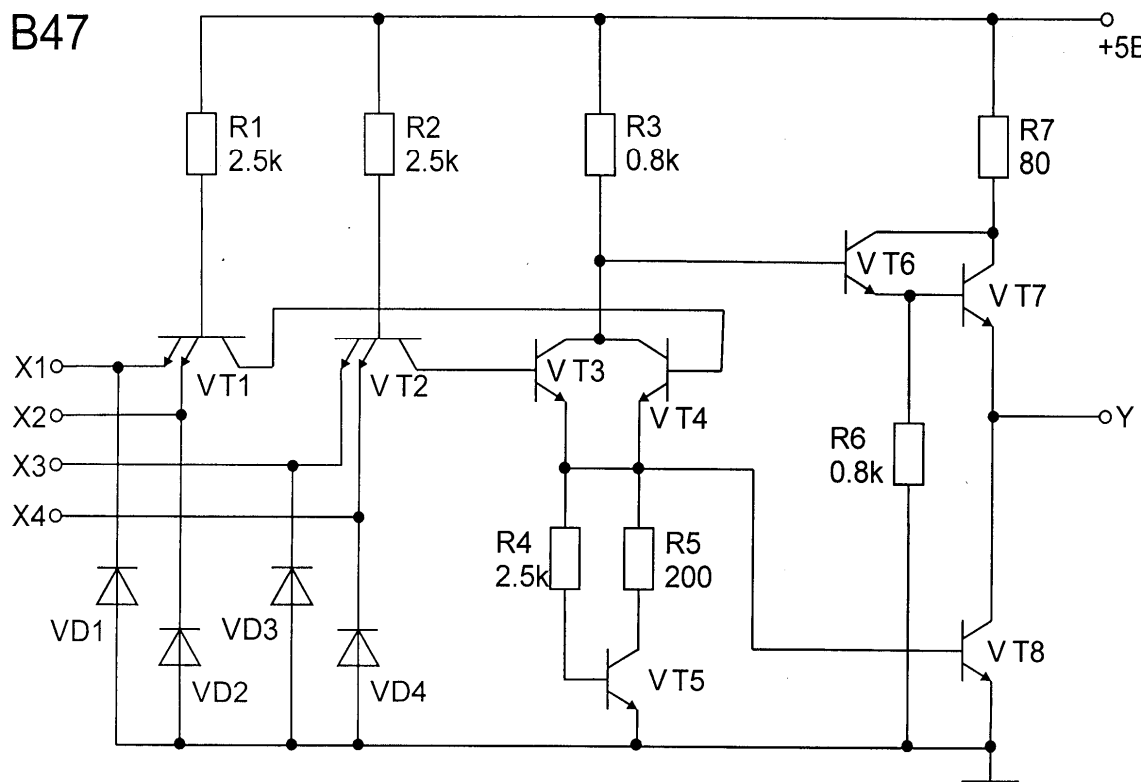 B47
+5В
R1
2.5k
R2
2.5k
R3
0.8k
R7
80
VT6
VT7
X1
VT1
VT2
VT3
VT4
X2
Y
X3
R6
0.8k
X4
R4
2.5k
R5
200
VD1
VD2
VD3
VD4
VT5
VT8